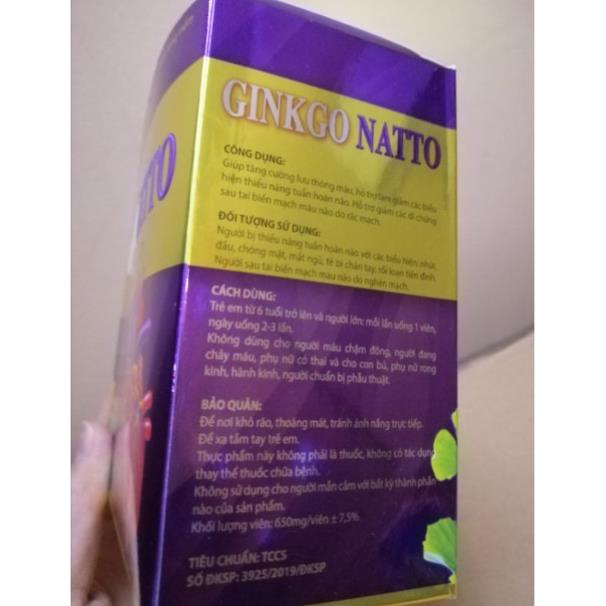 GINKGO NATTO
CÔNG DỤNG:
Giúp tăng cường lưu thông máu, hỗ trợ làm giảm các biểu
hiện thiểu năng tuần hoàn não. Hỗ trợ giảm các di chứng
sau tai biến mạch máu não do tắc mạch.
ĐỐI TƯỢNG SỬ DỤNG:
Người bị thiểu năng tuần hoàn não với các biểu hiện: nhức
đầu, chóng mặt, mất ngủ, tê bì chân tay, rối loạn tiền đình.
Người sau tai biến mạch máu não do nghẽn mạch.
CÁCH DÙNG:
Trẻ em từ 6 tuổi trở lên và người lớn: mỗi lần uống 1 viên,
ngày uống 2-3 lần.
Không dùng cho người máu chậm đông, người đang
chảy máu, phụ nữ có thai và cho con bú, phụ nữ rong
kinh, hành kinh, người chuẩn bị phẫu thuật.
BẢO QUẢN:
Để nơi khô ráo, thoáng mát, tránh ánh nắng trực tiếp.
Để xa tầm tay trẻ em.
Thực phẩm này không phải là thuốc, không có tác dụng
thay thế thuốc chữa bệnh.
Không sử dụng cho người mẫn cảm với bất kỳ thành phần
nào của sản phẩm.
Khối lượng viên: 650mg/viên ± 7,5%
TIÊU CHUẨN: TCCS
SỐ ĐKSP: 3925/2019/ĐKSP